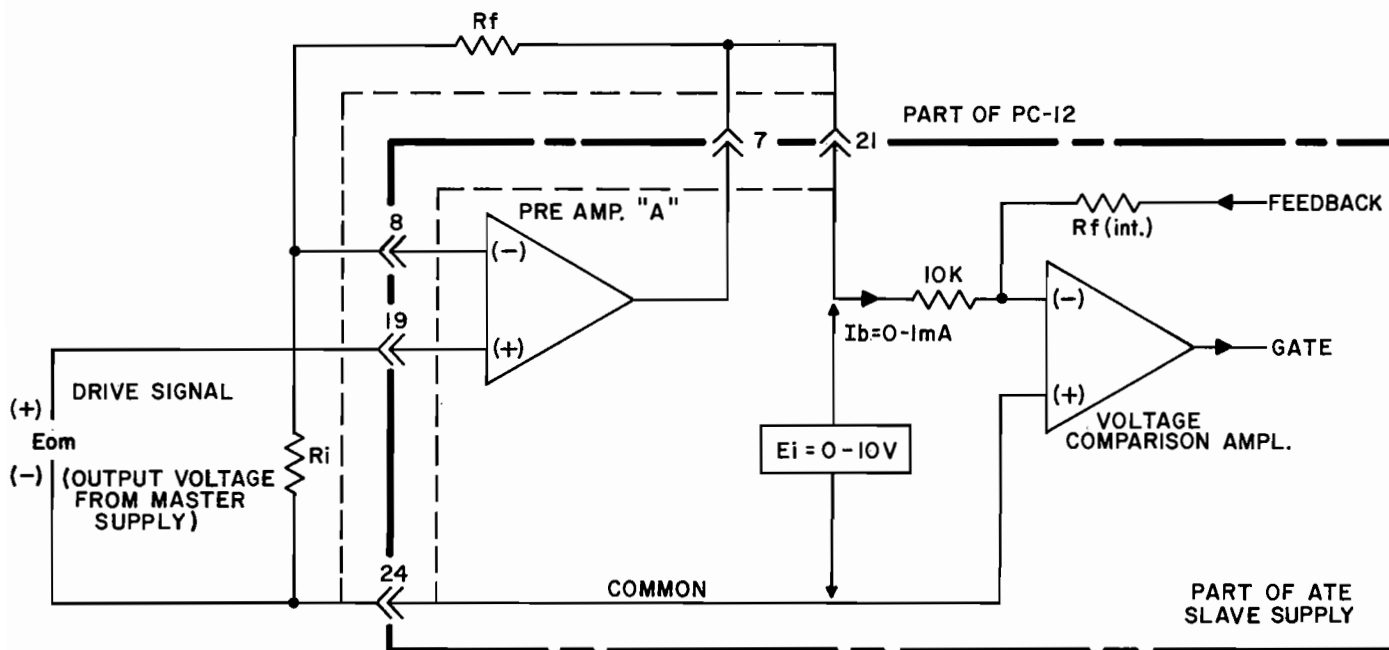 Rf
PART OF PC-12
7
21
PRE AMP. "A"
8
(-)
FEEDBACK
Rf (int.)
10K
(-)
19
(+)
Ib=0-1mA
GATE
DRIVE SIGNAL
(+)
Eom
(-)
(OUTPUT VOLTAGE
FROM MASTER
SUPPLY)
Ri
(+)
VOLTAGE
COMPARISON AMPL.
Ei = 0-10V
24
COMMON
PART OF ATE
SLAVE SUPPLY